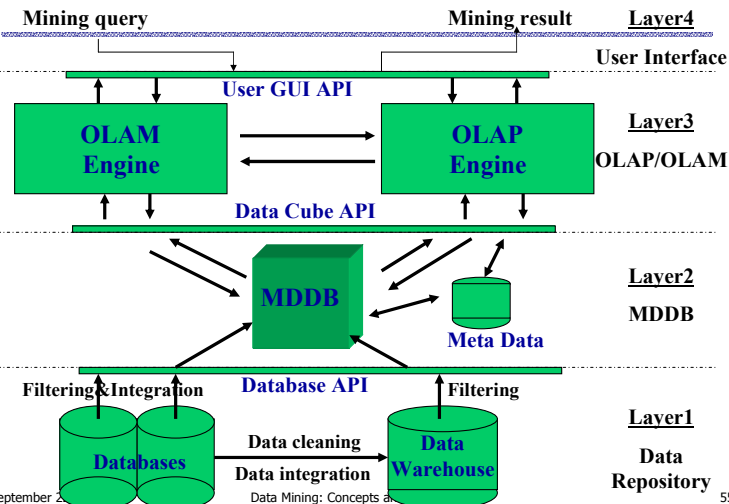 Mining query
Mining result
Layer4
User Interface
User GUI API
OLAM
Engine
OLAP
Engine
Layer3
OLAP/OLAM
Data Cube API
MDDB
Meta Data
Layer2
MDDB
Filtering&Integration
Database API
Filtering
Layer1
Data
Repository
Databases
Data cleaning
Data integration
Data
Warehouse
Data Mining: Concepts
55